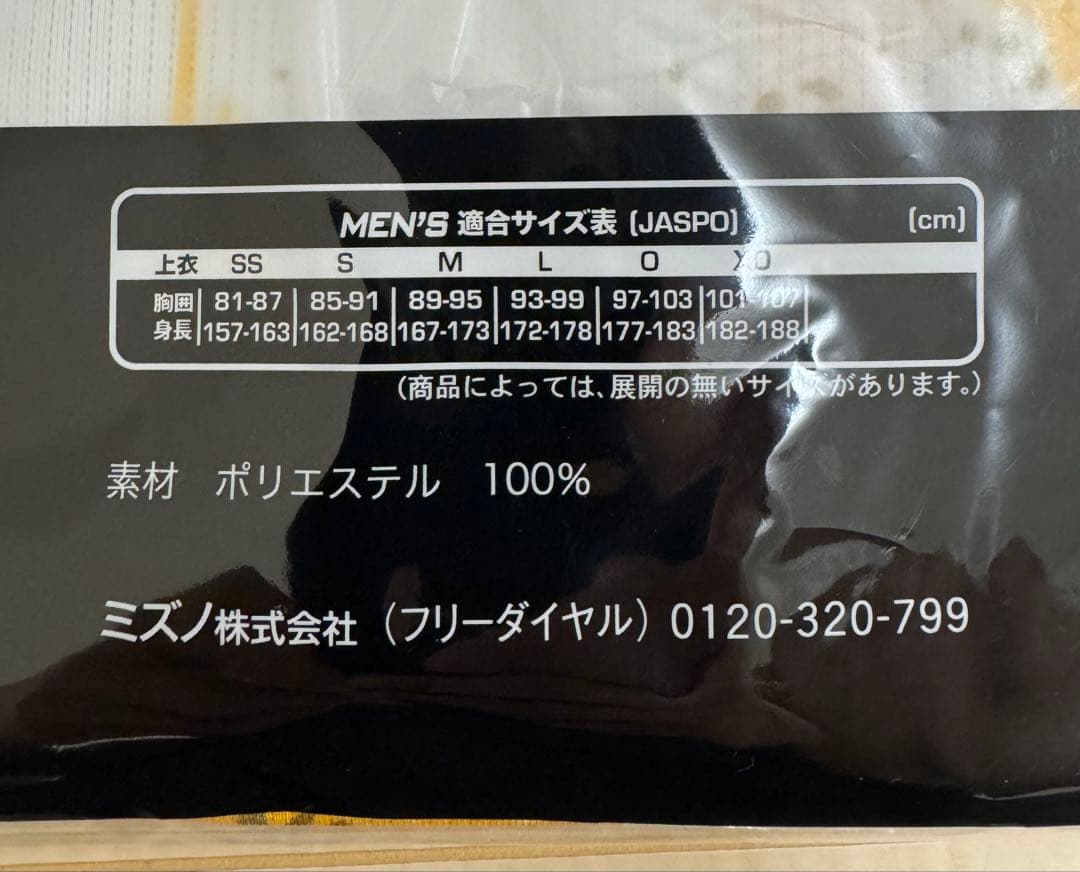 MEN'S 適合サイズ表 [JASPO] [cm]
上衣 SS S M L O XO
胸囲 81-87 85-91 89-95 93-99 97-103 101-107
身長 157-163 162-168 167-173 172-178 177-183 182-188
(商品によっては、展開の無いサイズがあります。)
素材 ポリエステル 100%
ミズノ株式会社 (フリーダイヤル) 0120-320-799